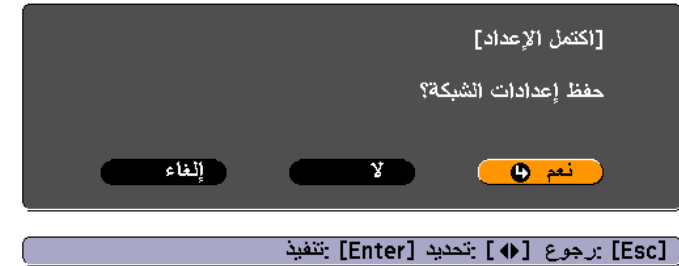 [اكتمل الإعداد]
حفظ إعدادات الشبكة؟
نعم لا إلغاء
[Esc] :رجوع [◆] :تحديد [Enter] :تنفيذ